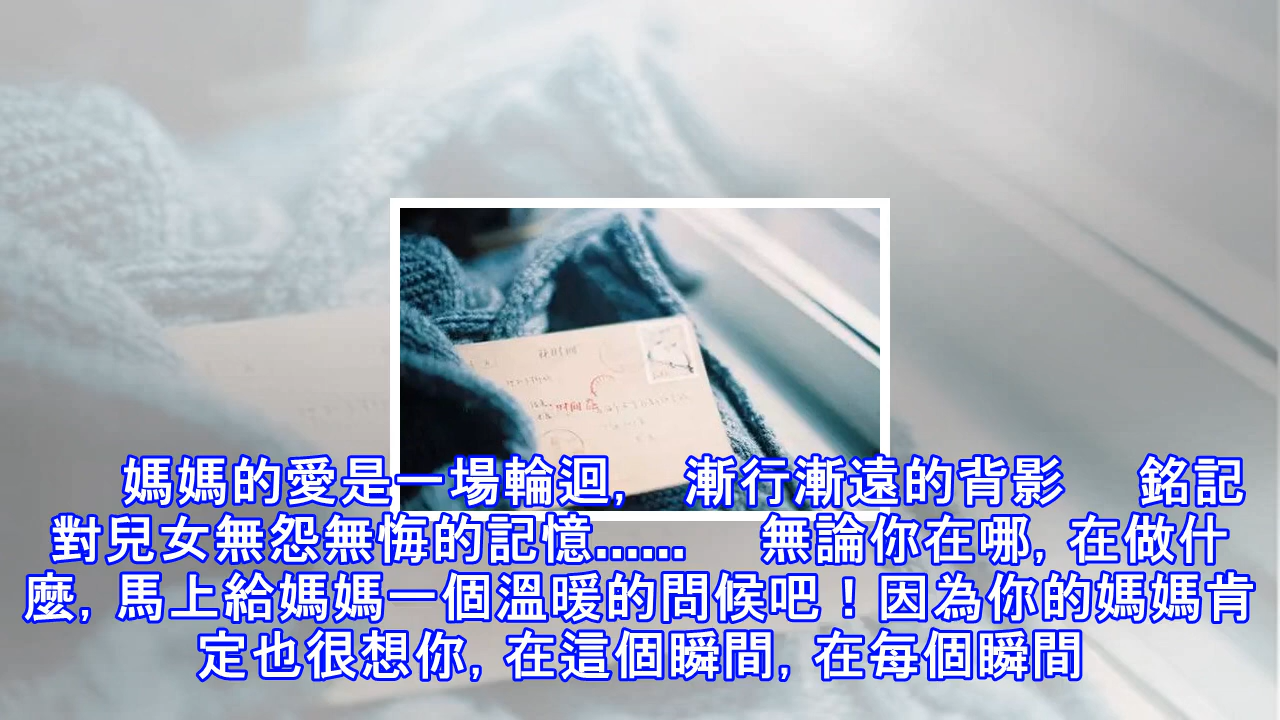 媽媽的愛是一場輪迴, 漸行漸遠的背影 銘記
對兒女無怨無悔的記憶...... 無論你在哪, 在做什
麼, 馬上給媽媽一個溫暖的問候吧！因為你的媽媽肯
定也很想你, 在這個瞬間, 在每個瞬間
时间